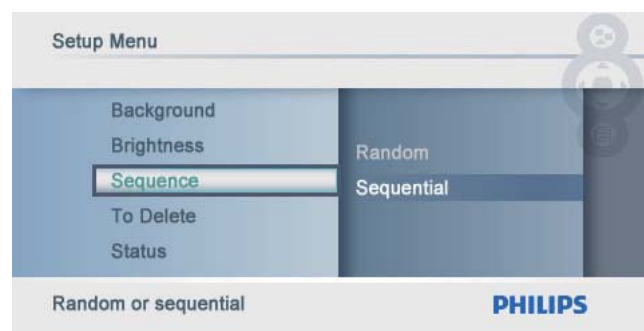 Setup Menu
Background
Brightness
Sequence
To Delete
Status
Random
Sequential
Random or sequential
PHILIPS